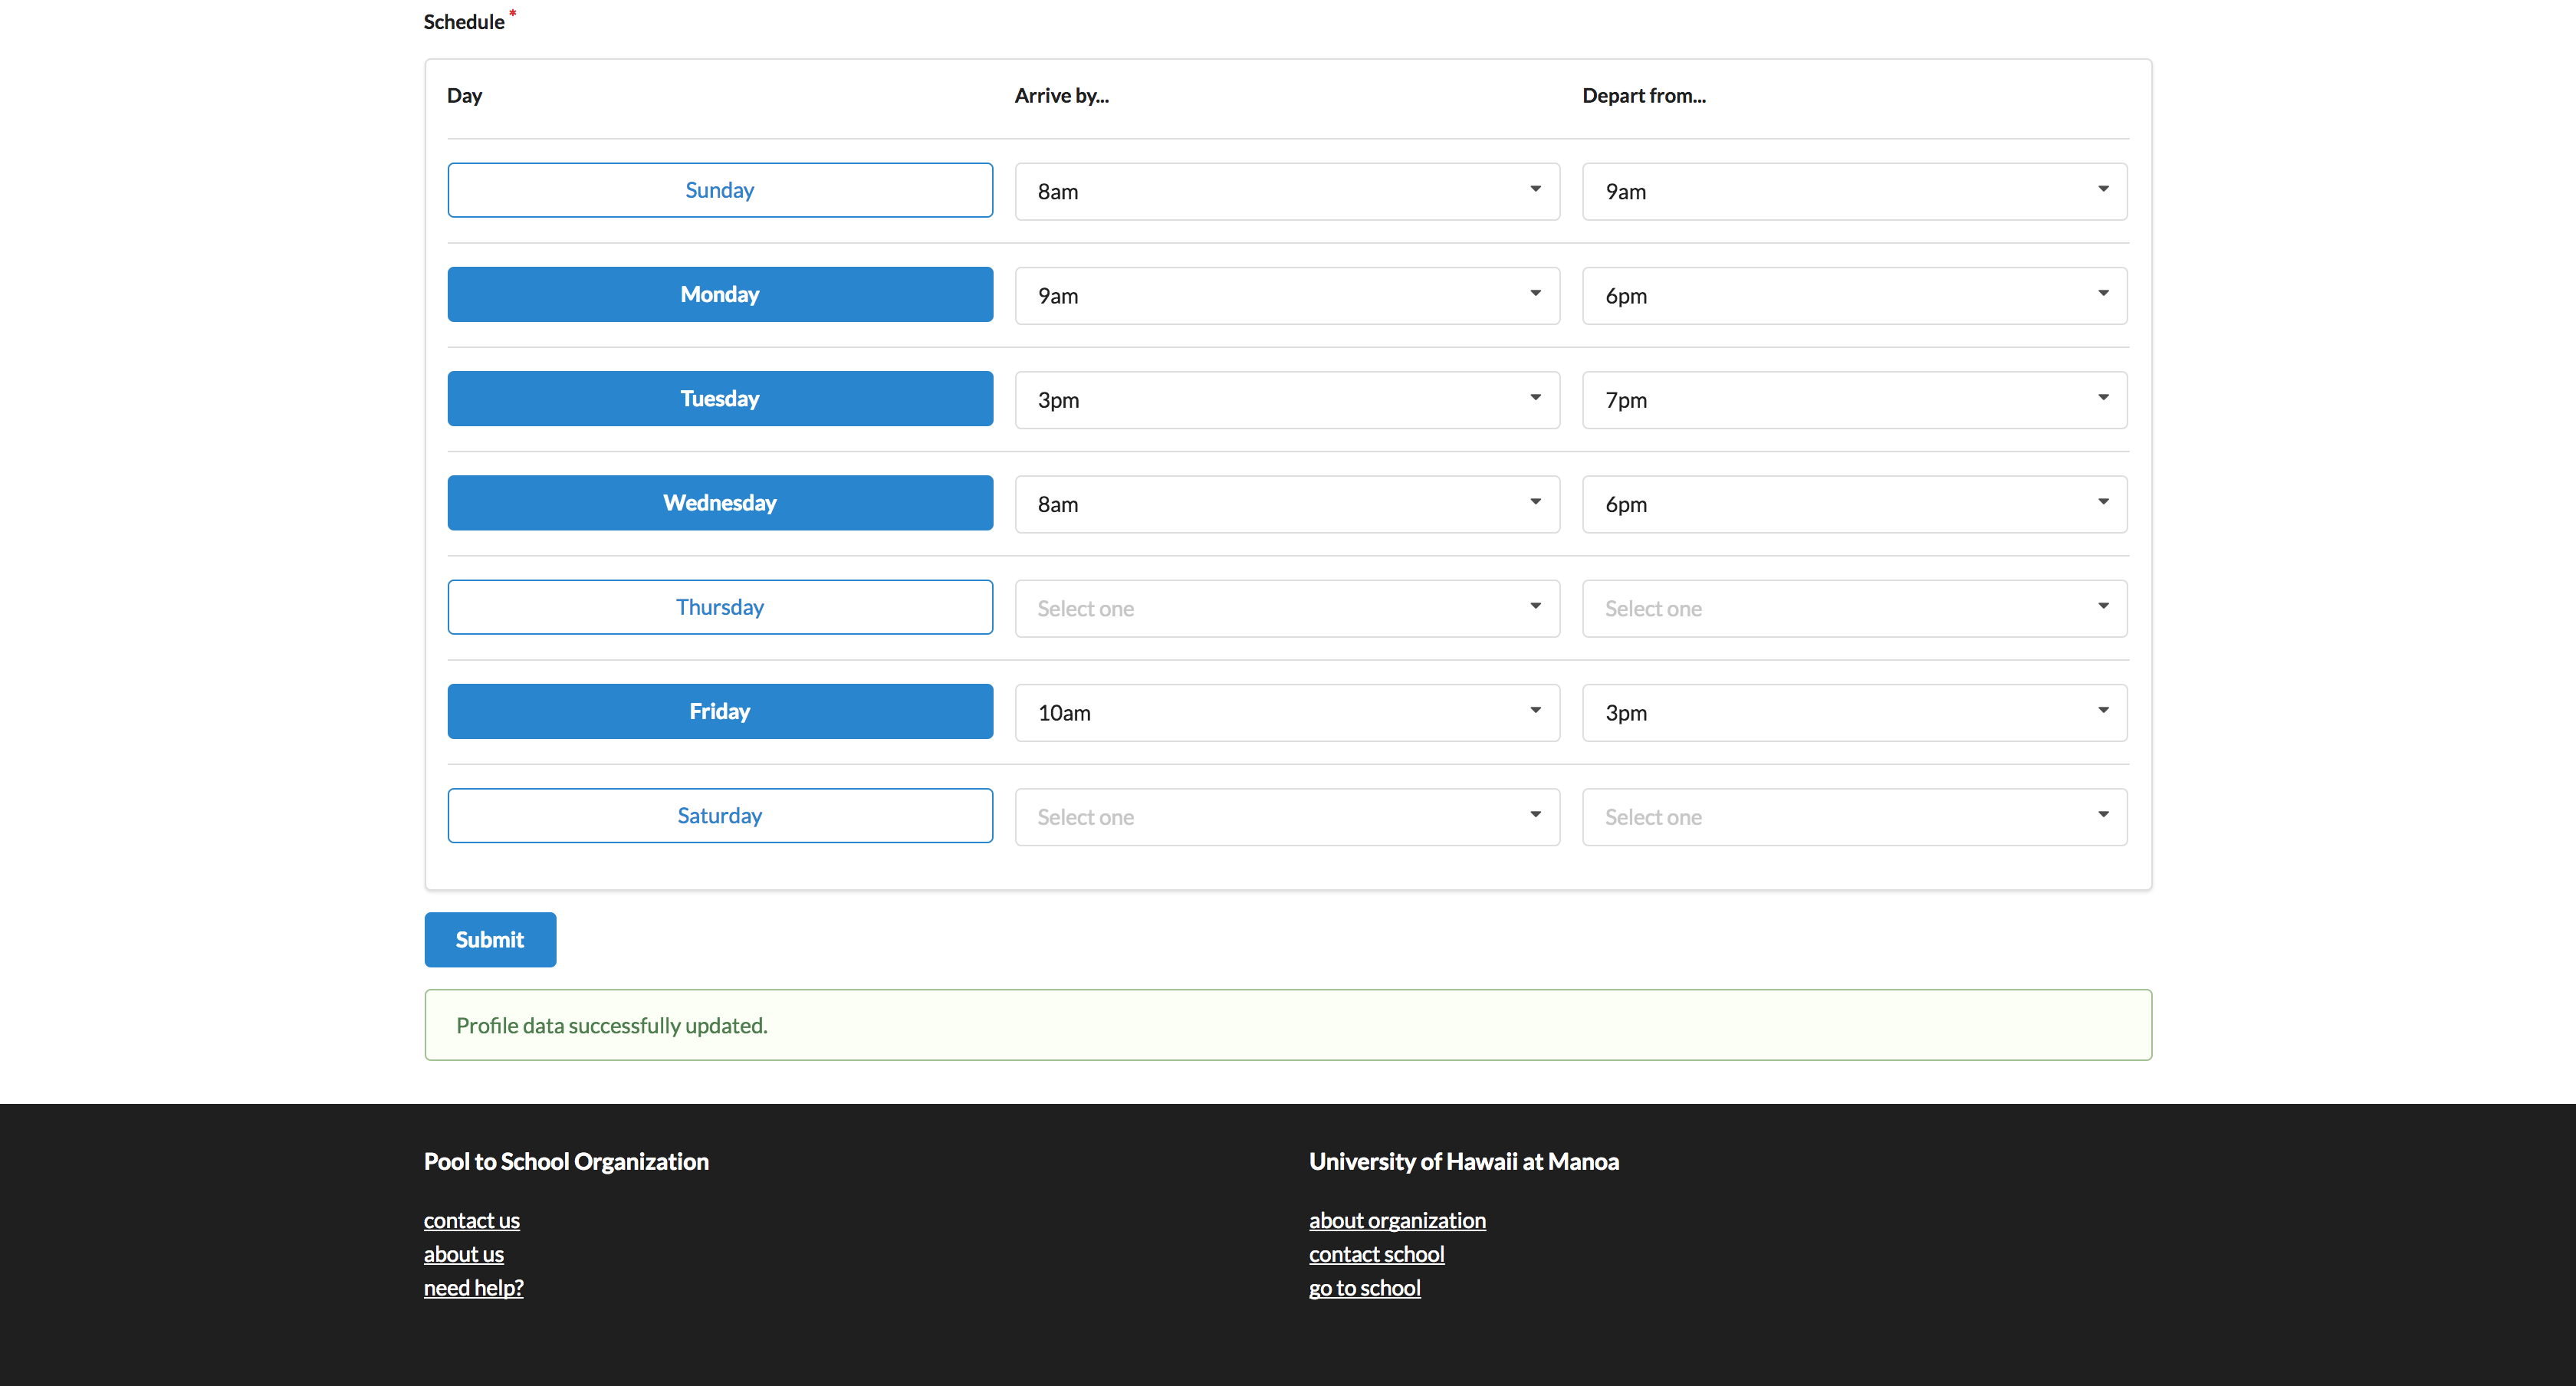 Schedule *
Day Arrive by... Depart from...
Sunday 8am 9am
Monday 9am 6pm
Tuesday 3pm 7pm
Wednesday 8am 6pm
Thursday Select one Select one
Friday 10am 3pm
Saturday Select one Select one
Submit
Profile data successfully updated.
Pool to School Organization University of Hawaii at Manoa
contact us about organization
about us contact school
need help? go to school